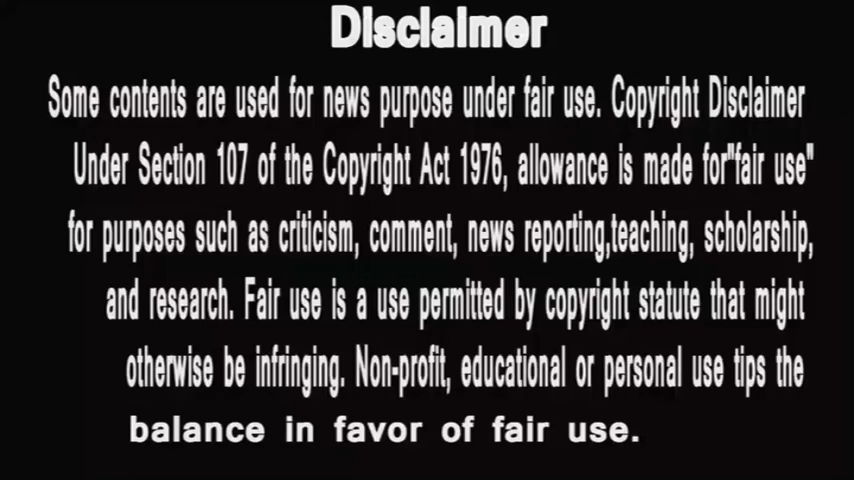 Disclaimer
Some contents are used for news purpose under fair use. Copyright Disclaimer
Under Section 107 of the Copyright Act 1976, allowance is made for"fair use"
for purposes such as criticism, comment, news reporting,teaching, scholarship,
and research. Fair use is a use permitted by copyright statute that might
otherwise be infringing. Non-profit, educational or personal use tips the
balance in favor of fair use.